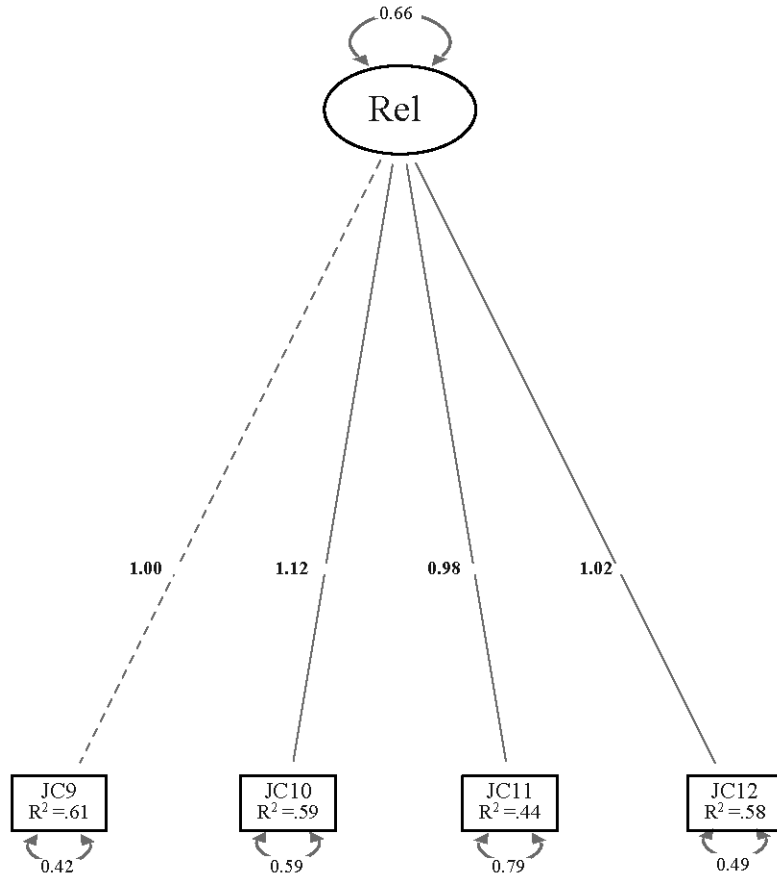 0.66
Rel
1.00
1.12
0.98
1.02
JC9
R² =.61
JC10
R² =.59
JC11
R² =.44
JC12
R² =.58
0.42
0.59
0.79
0.49